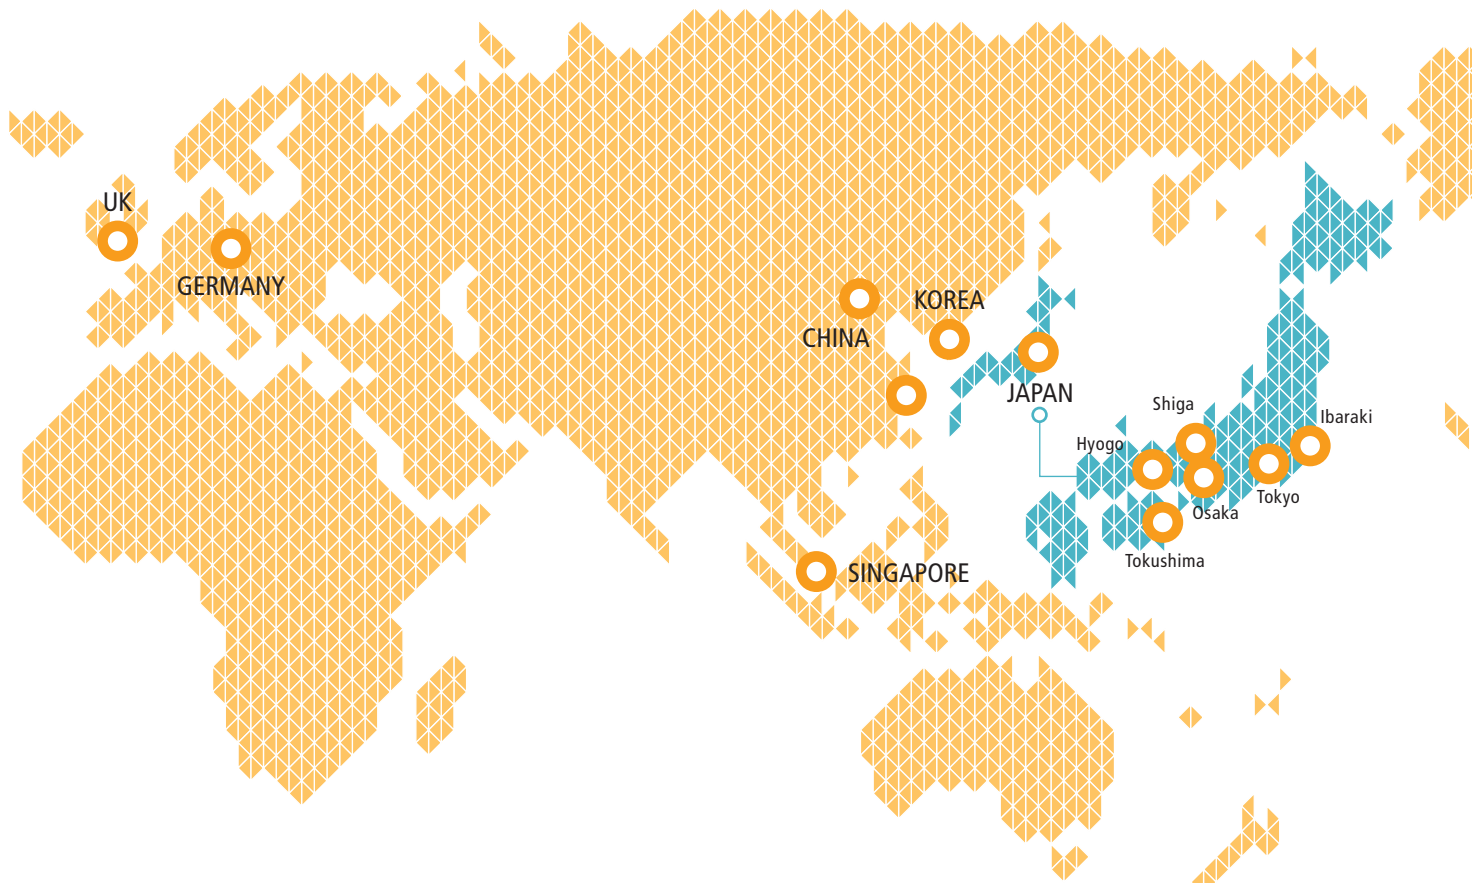 UK
GERMANY
KOREA
CHINA
JAPAN
Shiga
Ibaraki
Hyogo
Tokyo
Osaka
Tokushima
SINGAPORE